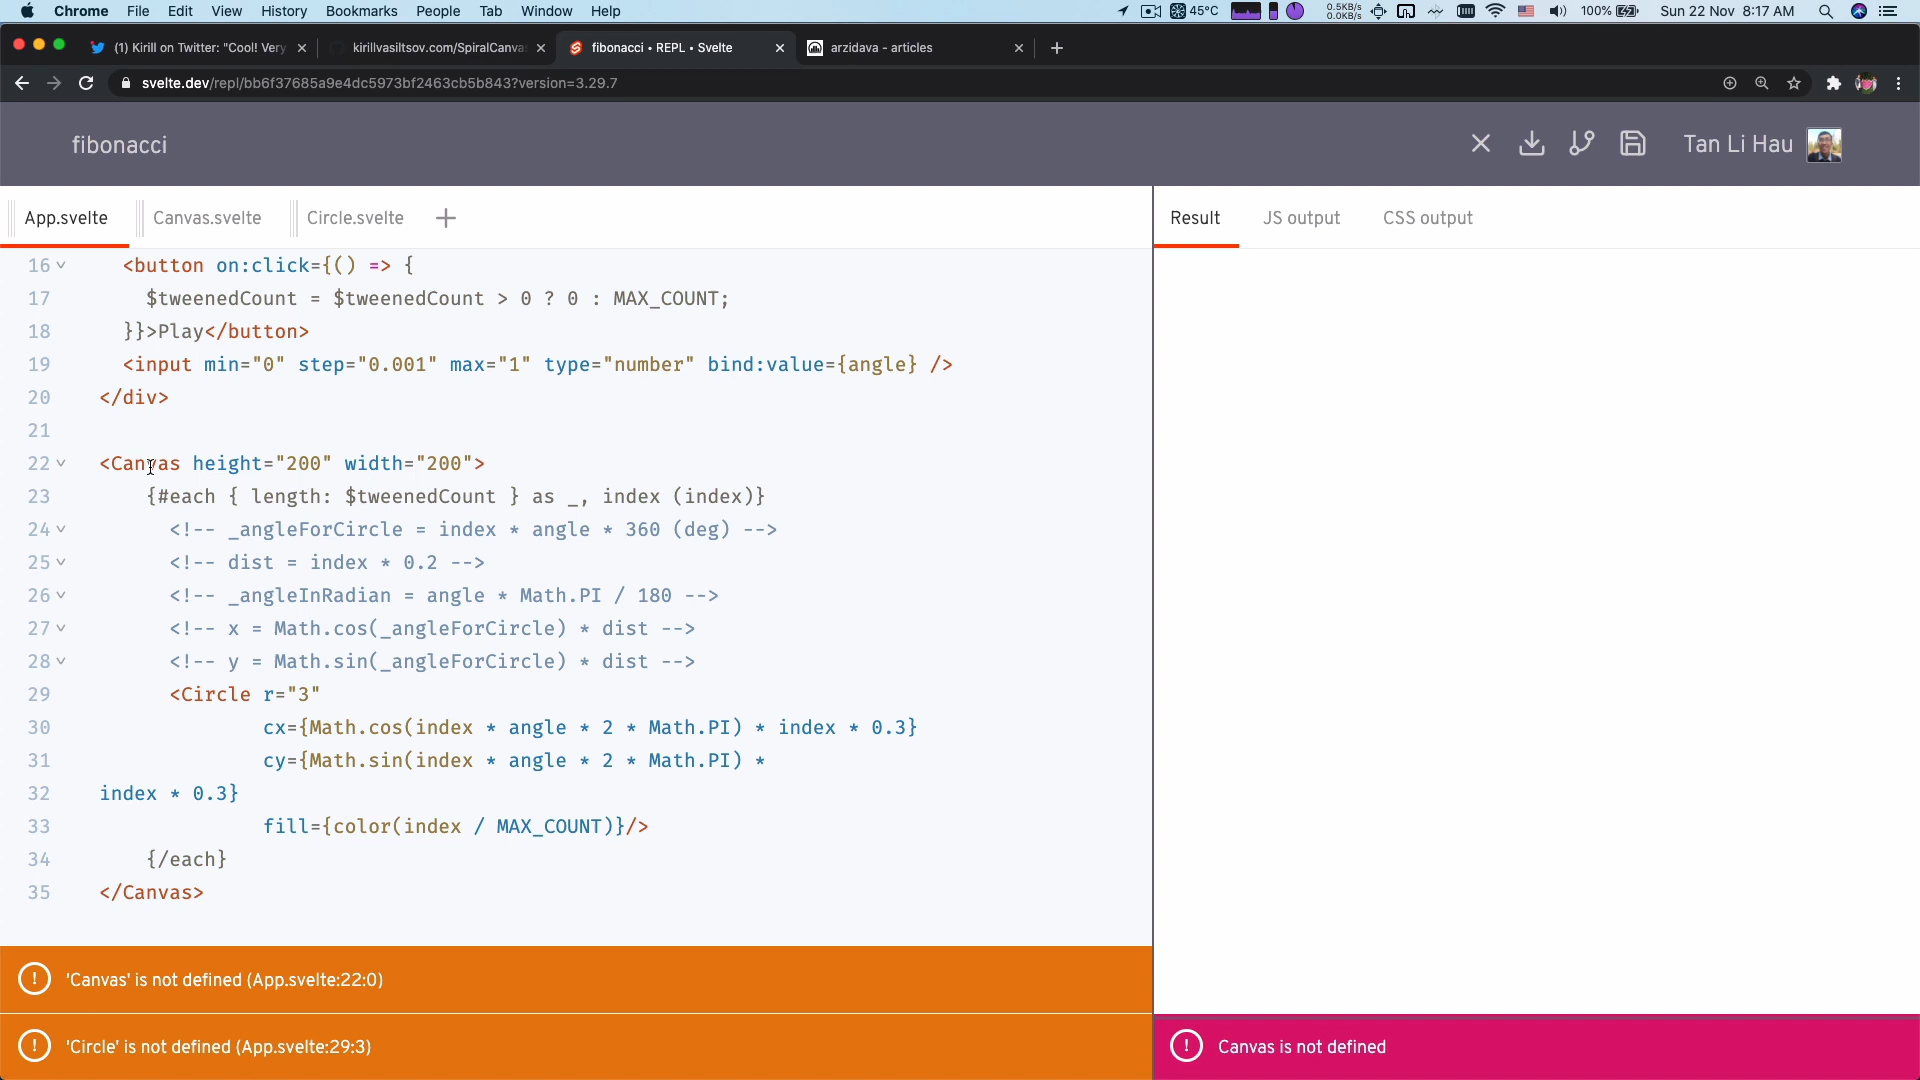 Chrome File Edit View History Bookmarks People Tab Window Help
45°C 0.5KB/s 0.0KB/s 100% Sun 22 Nov 8:17 AM
(1) Kirill on Twitter: "Cool! Very
kirillvasiltsov.com/SpiralCanva
fibonacci • REPL • Svelte
arzidava - articles
svelte.dev/repl/bb6f37685a9e4dc5973bf2463cb5b843?version=3.29.7
fibonacci
Tan Li Hau
App.svelte Canvas.svelte Circle.svelte
Result JS output CSS output
16 <button on:click={() => {
17 $tweenedCount = $tweenedCount > 0 ? 0 : MAX_COUNT;
18 }}>Play</button>
19 <input min="0" step="0.001" max="1" type="number" bind:value={angle} />
20 </div>
21
22 <Canvas height="200" width="200">
23 {#each { length: $tweenedCount } as _, index (index)}
24 <!-- _angleForCircle = index * angle * 360 (deg) -->
25 <!-- dist = index * 0.2 -->
26 <!-- _angleInRadian = angle * Math.PI / 180 -->
27 <!-- x = Math.cos(_angleForCircle) * dist -->
28 <!-- y = Math.sin(_angleForCircle) * dist -->
29 <Circle r="3"
30 cx={Math.cos(index * angle * 2 * Math.PI) * index * 0.3}
31 cy={Math.sin(index * angle * 2 * Math.PI) *
32 index * 0.3}
33 fill={color(index / MAX_COUNT)}/>
34 {/each}
35 </Canvas>
'Canvas' is not defined (App.svelte:22:0)
'Circle' is not defined (App.svelte:29:3)
Canvas is not defined